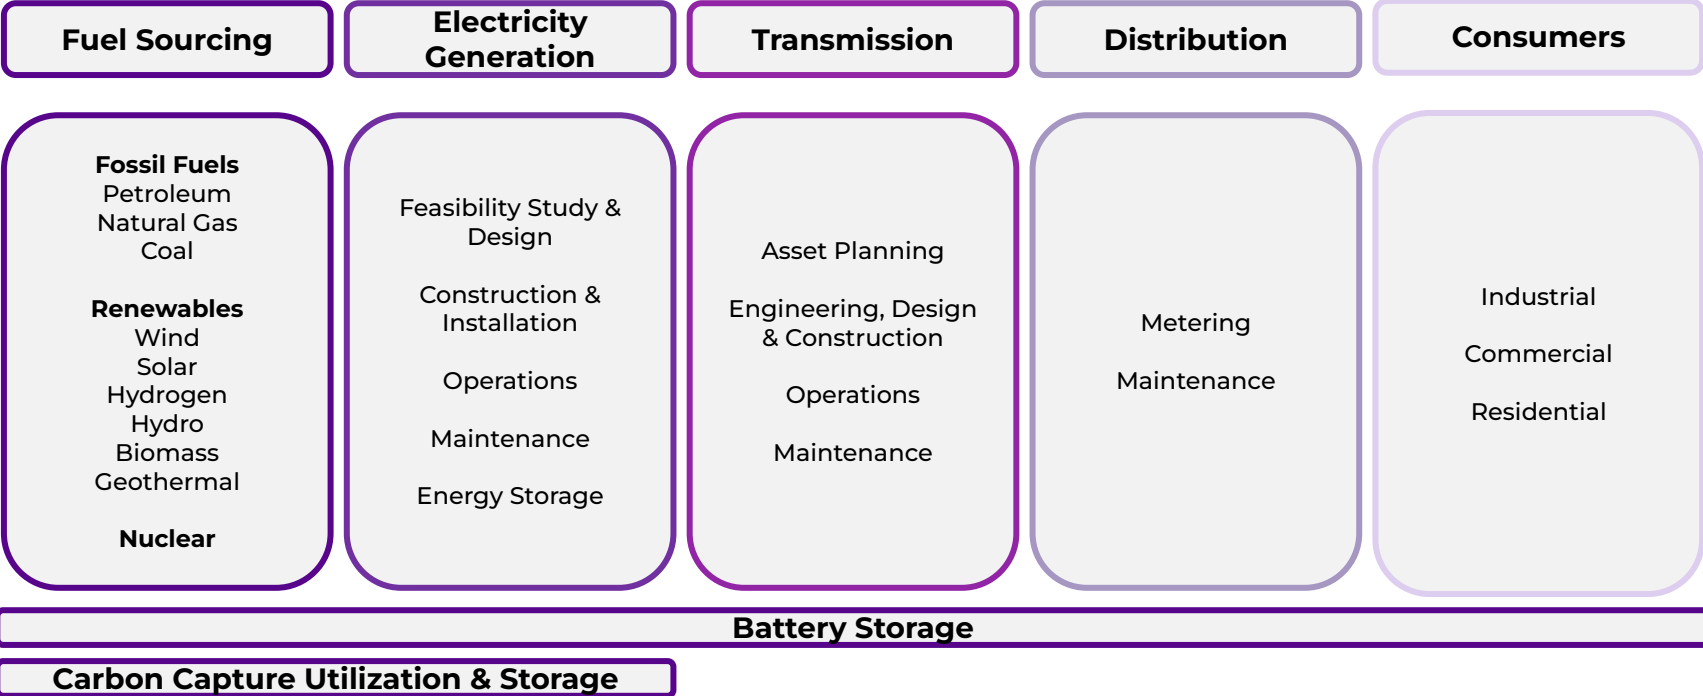 Fuel Sourcing
Electricity
Generation
Transmission
Distribution
Consumers
Fossil Fuels
Petroleum
Natural Gas
Coal
Renewables
Wind
Solar
Hydrogen
Hydro
Biomass
Geothermal
Nuclear
Feasibility Study &
Design
Construction &
Installation
Operations
Maintenance
Energy Storage
Asset Planning
Engineering, Design
& Construction
Operations
Maintenance
Metering
Maintenance
Industrial
Commercial
Residential
Battery Storage
Carbon Capture Utilization & Storage